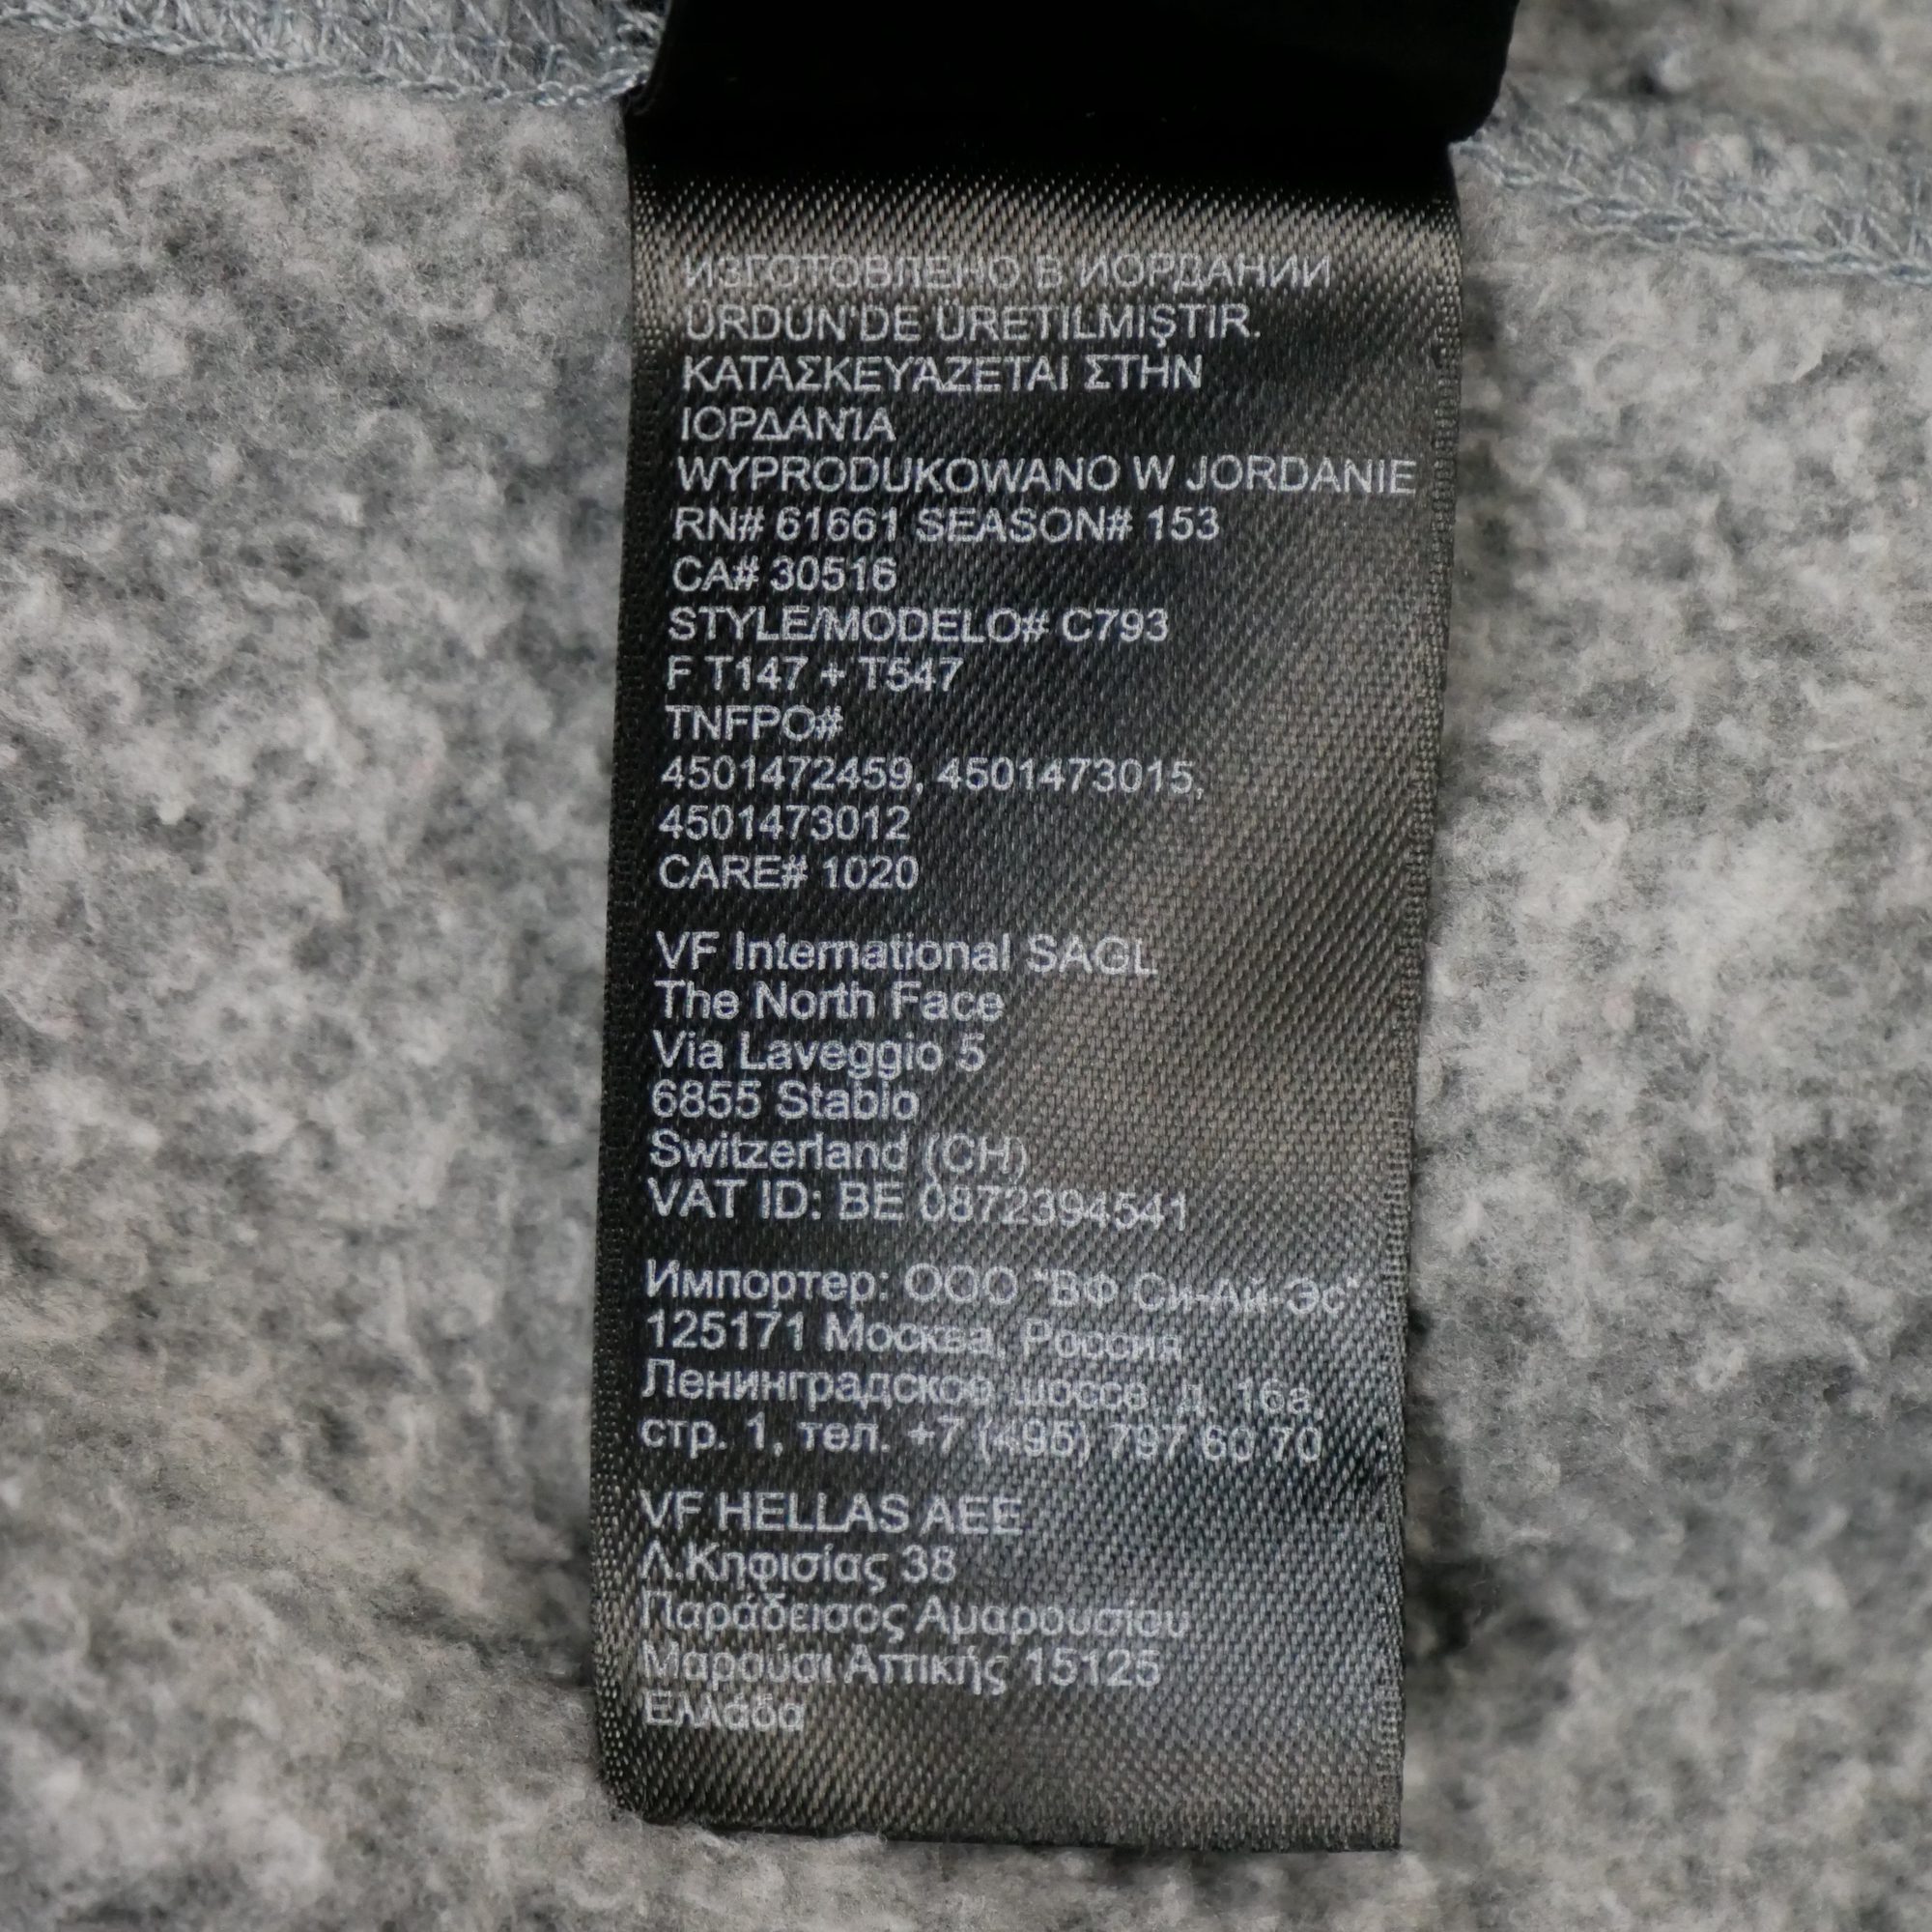 ИЗГОТОВЛЕНО В ИОРДАНИИ
ÜRDÜN'DE ÜRETILMIŞTIR.
ΚΑΤΑΣΚΕΥΆΖΕΤΑΙ ΣΤΗΝ
ΙΟΡΔΑΝΊΑ
WYPRODUKOWANO W JORDANIE
RN# 61661 SEASON# 153
CA# 30516
STYLE/MODELO# C793
F T147 + T547
TNFPO#
4501472459, 4501473015,
4501473012
CARE# 1020
VF International SAGL
The North Face
Via Laveggio 5
6855 Stabio
Switzerland (CH)
VAT ID: BE 0872394541
Импортер: ООО "ВФ Си-Ай-Эс"
125171 Москва, Россия
Ленинградское шоссе, д. 16а,
стр. 1, тел. +7 (495) 797 60 70
VF HELLAS AEE
Λ.Κηφισίας 38
Παράδεισος Αμαρουσίου
Μαρούσι Αττικής 15125
Ελλάδα